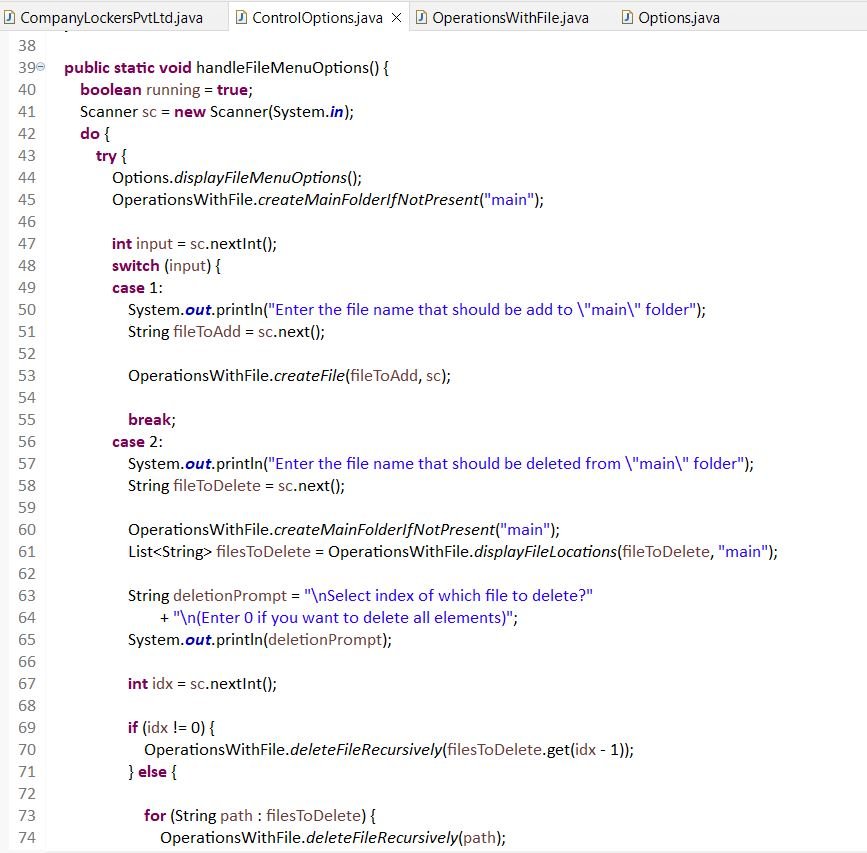 CompanyLockersPvtLtd.java ControlOptions.java OperationsWithFile.java Options.java
38
39 public static void handleFileMenuOptions() {
40 boolean running = true;
41 Scanner sc = new Scanner(System.in);
42 do {
43 try {
44 Options.displayFileMenuOptions();
45 OperationsWithFile.createMainFolderIfNotPresent("main");
46
47 int input = sc.nextInt();
48 switch (input) {
49 case 1:
50 System.out.println("Enter the file name that should be add to \"main\" folder");
51 String fileToAdd = sc.next();
52
53 OperationsWithFile.createFile(fileToAdd, sc);
54
55 break;
56 case 2:
57 System.out.println("Enter the file name that should be deleted from \"main\" folder");
58 String fileToDelete = sc.next();
59
60 OperationsWithFile.createMainFolderIfNotPresent("main");
61 List<String> filesToDelete = OperationsWithFile.displayFileLocations(fileToDelete, "main");
62
63 String deletionPrompt = "\nSelect index of which file to delete?"
64 + "\n(Enter 0 if you want to delete all elements)";
65 System.out.println(deletionPrompt);
66
67 int idx = sc.nextInt();
68
69 if (idx != 0) {
70 OperationsWithFile.deleteFileRecursively(filesToDelete.get(idx - 1));
71 } else {
72
73 for (String path : filesToDelete) {
74 OperationsWithFile.deleteFileRecursively(path);